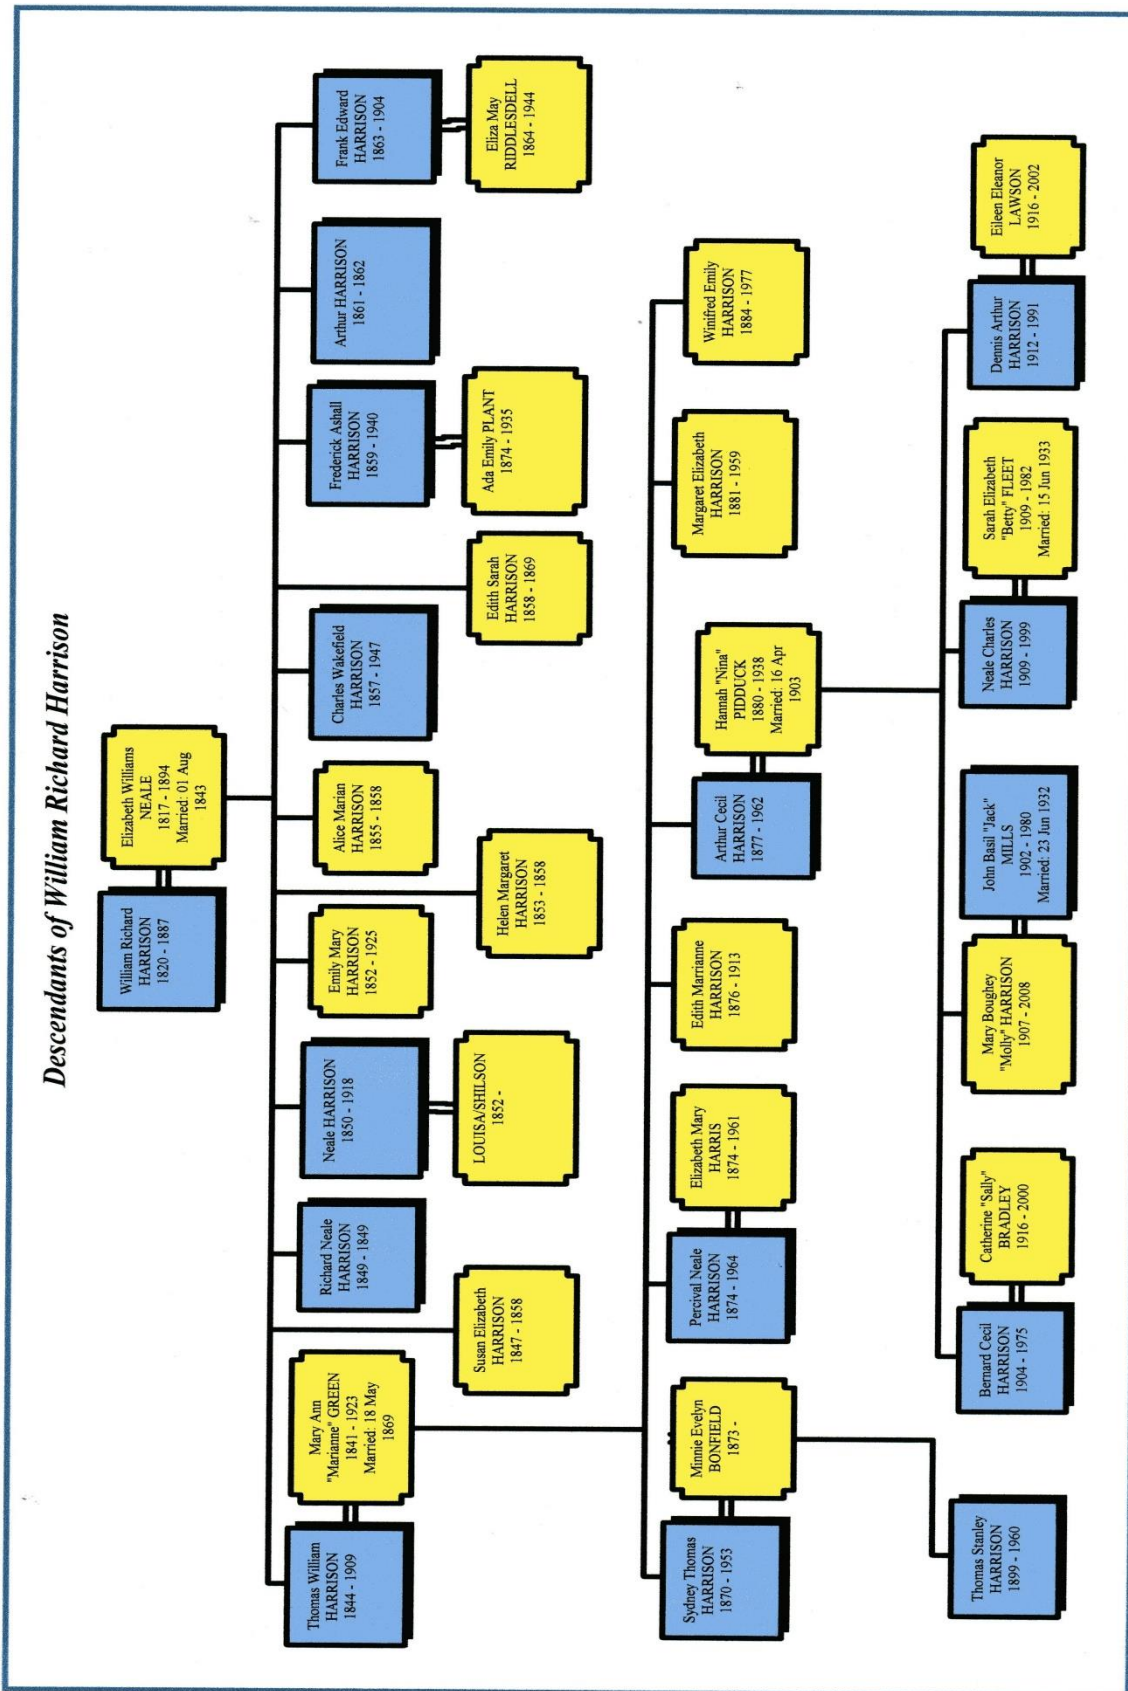 Descendants of William Richard Harrison
William Richard
HARRISON
1820 - 1887
Elizabeth Williams
NEALE
1817 - 1894
Married: 01 Aug
1843
Thomas William
HARRISON
1844 - 1909
Mary Ann
"Marianne" GREEN
1841 - 1923
Married: 18 May
1869
Susan Elizabeth
HARRISON
1847 - 1858
Richard Neale
HARRISON
1849 - 1849
Neale HARRISON
1850 - 1918
LOUISA/SHILSON
1852 -
Emily Mary
HARRISON
1852 - 1925
Helen Margaret
HARRISON
1853 - 1858
Alice Marian
HARRISON
1855 - 1858
Charles Wakefield
HARRISON
1857 - 1947
Edith Sarah
HARRISON
1858 - 1869
Frederick Ashall
HARRISON
1859 - 1940
Ada Emily PLANT
1874 - 1935
Arthur HARRISON
1861 - 1862
Frank Edward
HARRISON
1863 - 1904
Eliza May
RIDDLESDELL
1864 - 1944
Sydney Thomas
HARRISON
1870 - 1953
Minnie Evelyn
BONFIELD
1873 -
Percival Neale
HARRISON
1874 - 1964
Elizabeth Mary
HARRIS
1874 - 1961
Edith Marrianne
HARRISON
1876 - 1913
Arthur Cecil
HARRISON
1877 - 1962
Hannah "Nina"
PIDDUCK
1880 - 1938
Married: 16 Apr
1903
Margaret Elizabeth
HARRISON
1881 - 1959
Winifred Emily
HARRISON
1884 - 1977
Thomas Stanley
HARRISON
1899 - 1960
Bernard Cecil
HARRISON
1904 - 1975
Catherine "Sally"
BRADLEY
1916 - 2000
Mary Boughey
"Molly" HARRISON
1907 - 2008
John Basil "Jack"
MILLS
1902 - 1980
Married: 23 Jun 1932
Neale Charles
HARRISON
1909 - 1999
Sarah Elizabeth
"Betty" FLEET
1909 - 1982
Married: 15 Jun 1933
Dennis Arthur
HARRISON
1912 - 1991
Eileen Eleanor
LAWSON
1916 - 2002